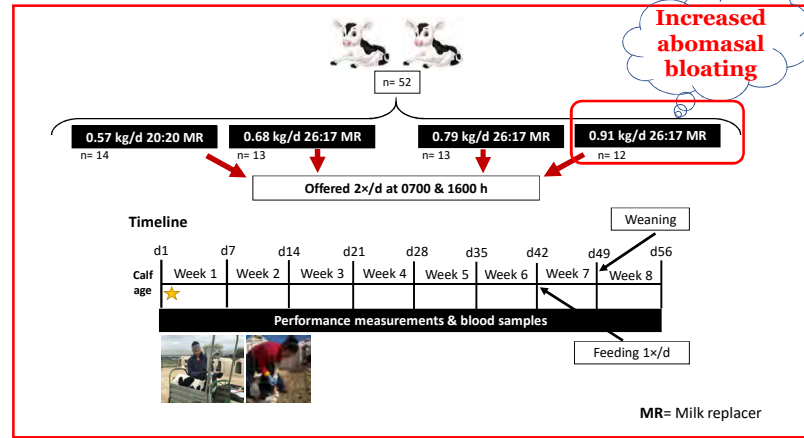 Increased
abomasal
bloating
n= 52
0.57 kg/d 20:20 MR
0.68 kg/d 26:17 MR
0.79 kg/d 26:17 MR
0.91 kg/d 26:17 MR
n= 14
n= 13
n= 13
n= 12
Offered 2×/d at 0700 & 1600 h
Timeline
Weaning
d1
d7
d14
d21
d28
d35
d42
d49
d56
Calf
age
Week 1
Week 2
Week 3
Week 4
Week 5
Week 6
Week 7
Week 8
Performance measurements & blood samples
Feeding 1×/d
MR= Milk replacer